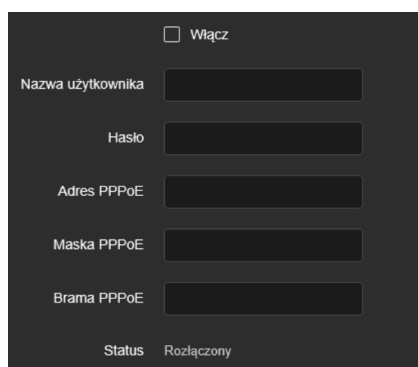 Włącz
Nazwa użytkownika
Hasło
Adres PPPoE
Maska PPPoE
Brama PPPoE
Status Rozłączony